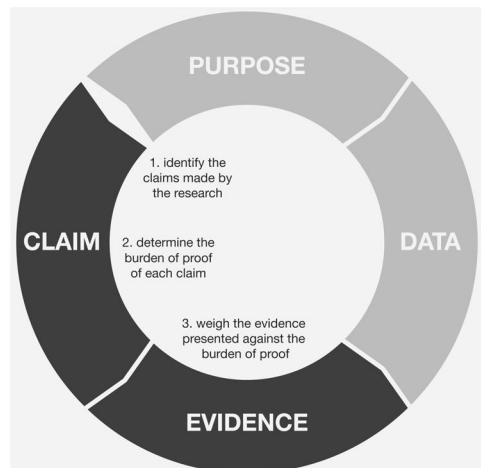 PURPOSE
1. identify the
claims made by
the research
CLAIM
2. determine the
burden of proof
of each claim
DATA
3. weigh the evidence
presented against the
burden of proof
EVIDENCE